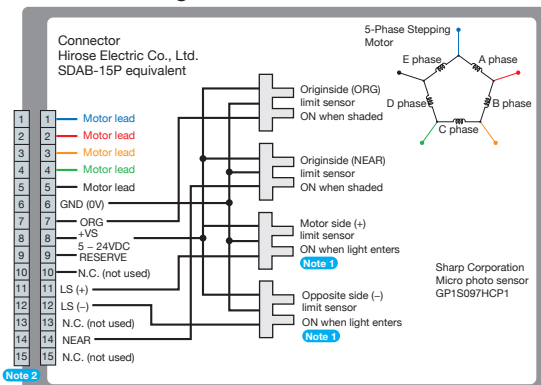 Connector
Hirose Electric Co., Ltd.
SDAB-15P equivalent
5-Phase Stepping
Motor
E phase
A phase
D phase
B phase
C phase
1 1 Motor lead
2 2 Motor lead
3 3 Motor lead
4 4 Motor lead
5 5 Motor lead
6 6 GND (0V)
7 7 ORG
8 8 +VS
5 – 24VDC
9 9 RESERVE
10 10 N.C. (not used)
11 11 LS (+)
12 12 LS (–)
13 13 N.C. (not used)
14 14 NEAR
15 15 N.C. (not used)
Note 2
Originside (ORG)
limit sensor
ON when shaded
Originside (NEAR)
limit sensor
ON when shaded
Motor side (+)
limit sensor
ON when light enters
Note 1
Opposite side (–)
limit sensor
ON when light enters
Note 1
Sharp Corporation
Micro photo sensor
GP1S097HCP1